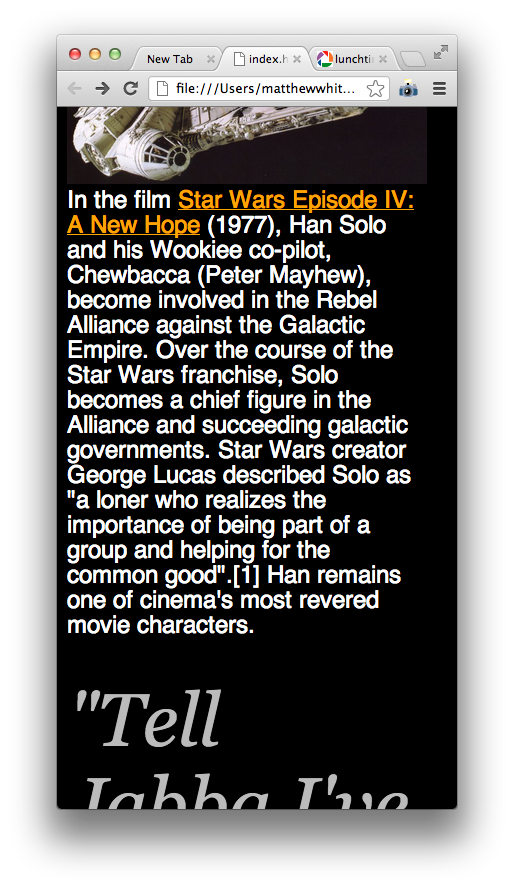 New Tab
index.h
lunchti
file:///Users/matthewwhit...
In the film Star Wars Episode IV:
A New Hope (1977), Han Solo
and his Wookiee co-pilot,
Chewbacca (Peter Mayhew),
become involved in the Rebel
Alliance against the Galactic
Empire. Over the course of the
Star Wars franchise, Solo
becomes a chief figure in the
Alliance and succeeding galactic
governments. Star Wars creator
George Lucas described Solo as
"a loner who realizes the
importance of being part of a
group and helping for the
common good".[1] Han remains
one of cinema's most revered
movie characters.
"Tell
Jabba I've